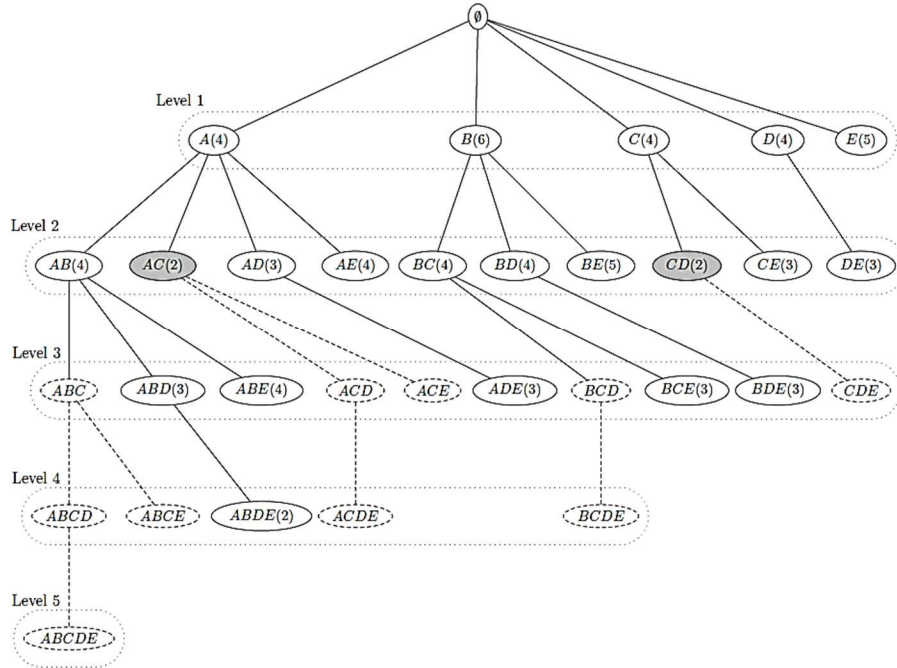 ∅
Level 1
A(4) B(6) C(4) D(4) E(5)
Level 2
AB(4) AC(2) AD(3) AE(4) BC(4) BD(4) BE(5) CD(2) CE(3) DE(3)
Level 3
ABC ABD(3) ABE(4) ACD ACE ADE(3) BCD BCE(3) BDE(3) CDE
Level 4
ABCD ABCE ABDE(2) ACDE BCDE
Level 5
ABCDE